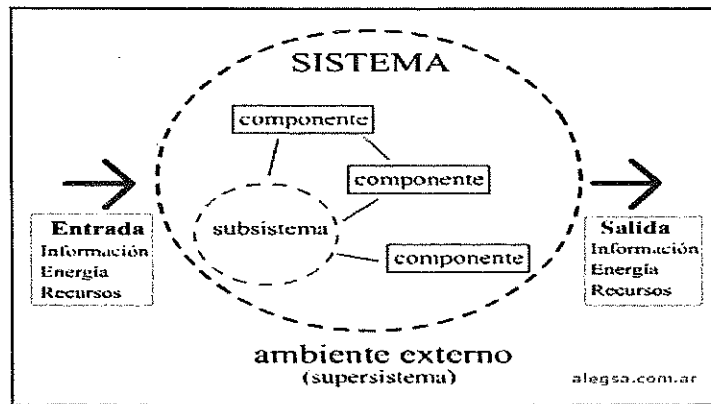 SISTEMA
componente
componente
subsistema
componente
Entrada
Información
Energía
Recursos
Salida
Información
Energía
Recursos
ambiente externo
(supersistema)
alegsa.com.ar